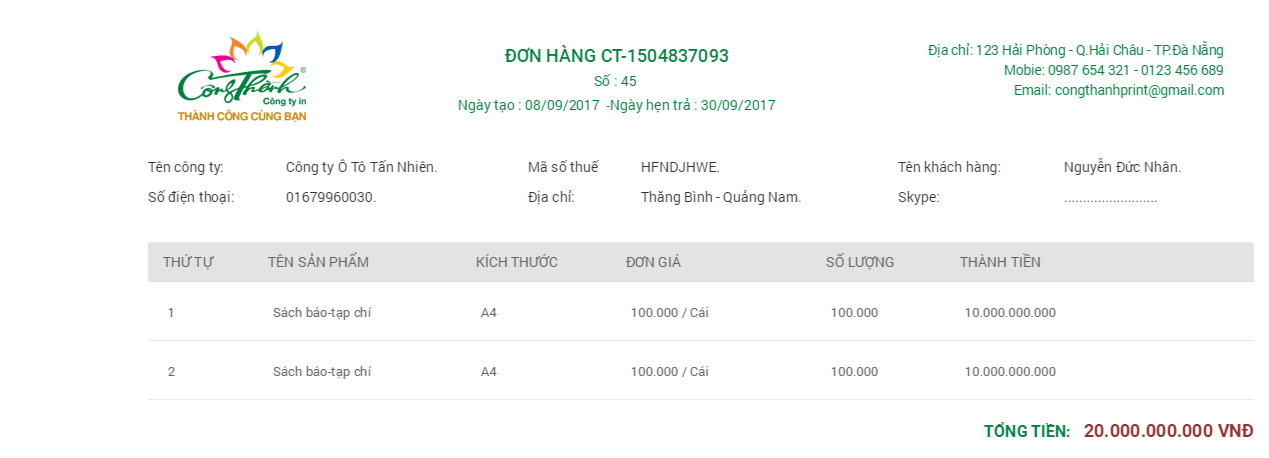 CôngThành®
Công ty in
THÀNH CÔNG CÙNG BẠN
ĐƠN HÀNG CT-1504837093
Số : 45
Ngày tạo : 08/09/2017 -Ngày hẹn trả : 30/09/2017
Địa chỉ: 123 Hải Phòng - Q.Hải Châu - TP.Đà Nẵng
Mobie: 0987 654 321 - 0123 456 689
Email: congthanhprint@gmail.com
Tên công ty: Công ty Ô Tô Tấn Nhiên. Mã số thuế HFNDJHWE. Tên khách hàng: Nguyễn Đức Nhân.
Số điện thoại: 01679960030. Địa chỉ: Thăng Bình - Quảng Nam. Skype: .........................
THỨ TỰ TÊN SẢN PHẨM KÍCH THƯỚC ĐƠN GIÁ SỐ LƯỢNG THÀNH TIỀN
1 Sách báo-tạp chí A4 100.000 / Cái 100.000 10.000.000.000
2 Sách báo-tạp chí A4 100.000 / Cái 100.000 10.000.000.000
TỔNG TIỀN: 20.000.000.000 VNĐ